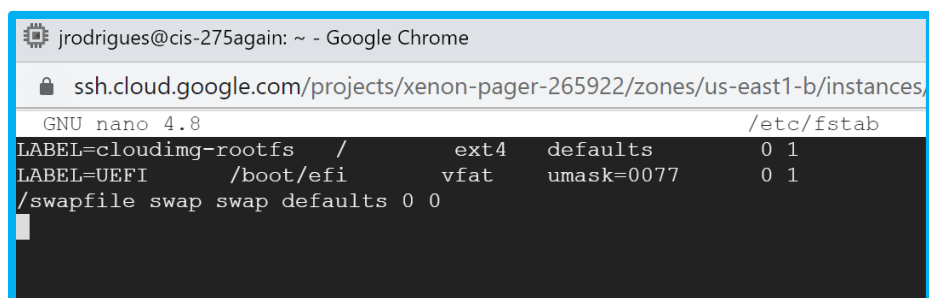 jrodrigues@cis-275again: ~ - Google Chrome
ssh.cloud.google.com/projects/xenon-pager-265922/zones/us-east1-b/instances/
GNU nano 4.8 /etc/fstab
LABEL=cloudimg-rootfs / ext4 defaults 0 1
LABEL=UEFI /boot/efi vfat umask=0077 0 1
/swapfile swap swap defaults 0 0